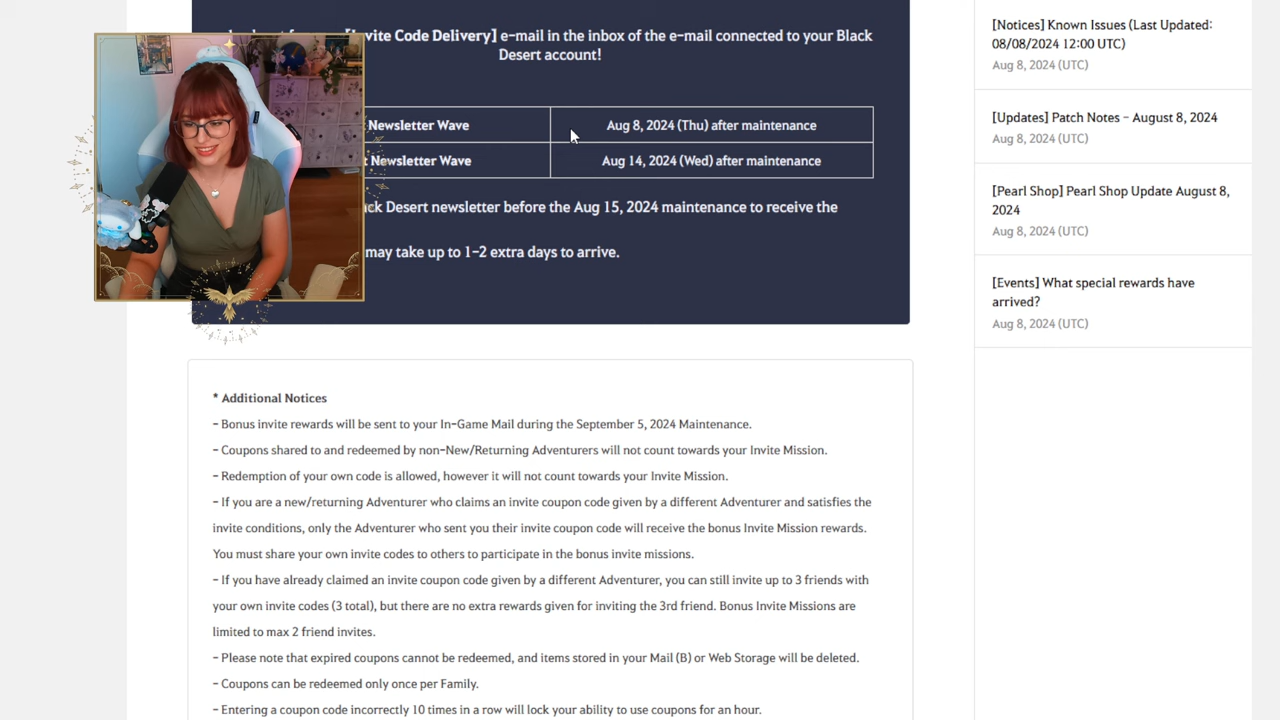 [Invite Code Delivery] e-mail in the inbox of the e-mail connected to your Black
Desert account!
Newsletter Wave
Aug 8, 2024 (Thu) after maintenance
Newsletter Wave
Aug 14, 2024 (Wed) after maintenance
Desert newsletter before the Aug 15, 2024 maintenance to receive the
may take up to 1-2 extra days to arrive.
* Additional Notices
- Bonus invite rewards will be sent to your In-Game Mail during the September 5, 2024 Maintenance.
- Coupons shared to and redeemed by non-New/Returning Adventurers will not count towards your Invite Mission.
- Redemption of your own code is allowed, however it will not count towards your Invite Mission.
- If you are a new/returning Adventurer who claims an invite coupon code given by a different Adventurer and satisfies the
invite conditions, only the Adventurer who sent you their invite coupon code will receive the bonus Invite Mission rewards.
You must share your own invite codes to others to participate in the bonus invite missions.
- If you have already claimed an invite coupon code given by a different Adventurer, you can still invite up to 3 friends with
your own invite codes (3 total), but there are no extra rewards given for inviting the 3rd friend. Bonus Invite Missions are
limited to max 2 friend invites.
- Please note that expired coupons cannot be redeemed, and items stored in your Mail (B) or Web Storage will be deleted.
- Coupons can be redeemed only once per Family.
- Entering a coupon code incorrectly 10 times in a row will lock your ability to use coupons for an hour.
[Notices] Known Issues (Last Updated:
08/08/2024 12:00 UTC)
Aug 8, 2024 (UTC)
[Updates] Patch Notes - August 8, 2024
Aug 8, 2024 (UTC)
[Pearl Shop] Pearl Shop Update August 8,
2024
Aug 8, 2024 (UTC)
[Events] What special rewards have
arrived?
Aug 8, 2024 (UTC)